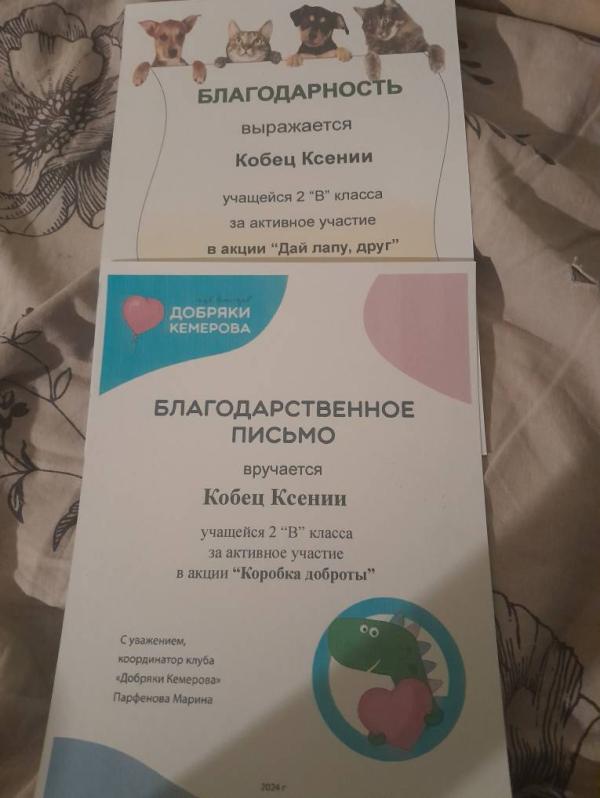 БЛАГОДАРНОСТЬ
выражается
Кобец Ксении
учащейся 2 “В” класса
за активное участие
в акции “Дай лапу, друг”
ДОБРЯКИ
КЕМЕРОВА
БЛАГОДАРСТВЕННОЕ
ПИСЬМО
вручается
Кобец Ксении
учащейся 2 “В” класса
за активное участие
в акции “Коробка доброты”
С уважением,
координатор клуба
«Добряки Кемерова»
Парфенова Марина
2024 г